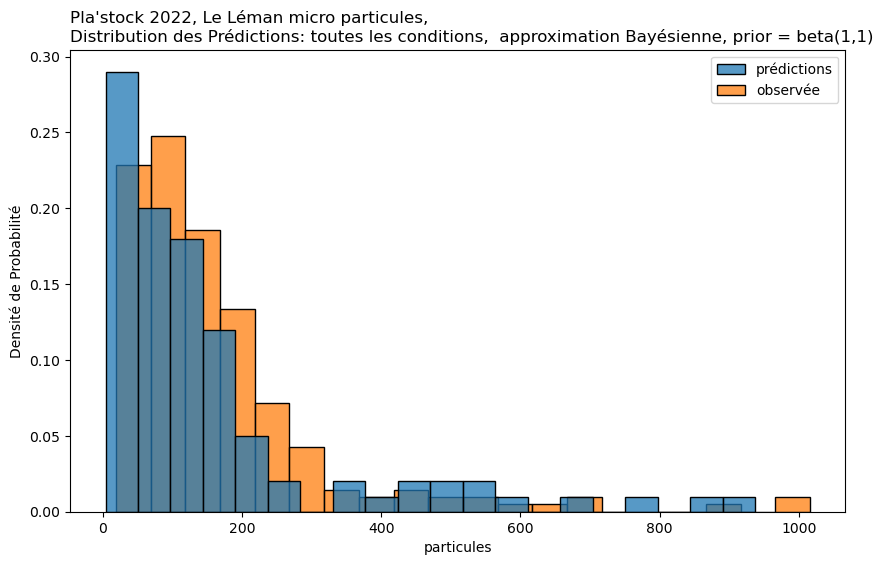 Pla'stock 2022, Le Léman micro particules,
Distribution des Prédictions: toutes les conditions,  approximation Bayésienne, prior = beta(1,1)
prédictions
observée
Densité de Probabilité
0.30
0.25
0.20
0.15
0.10
0.05
0.00
0
200
400
600
800
1000
particules